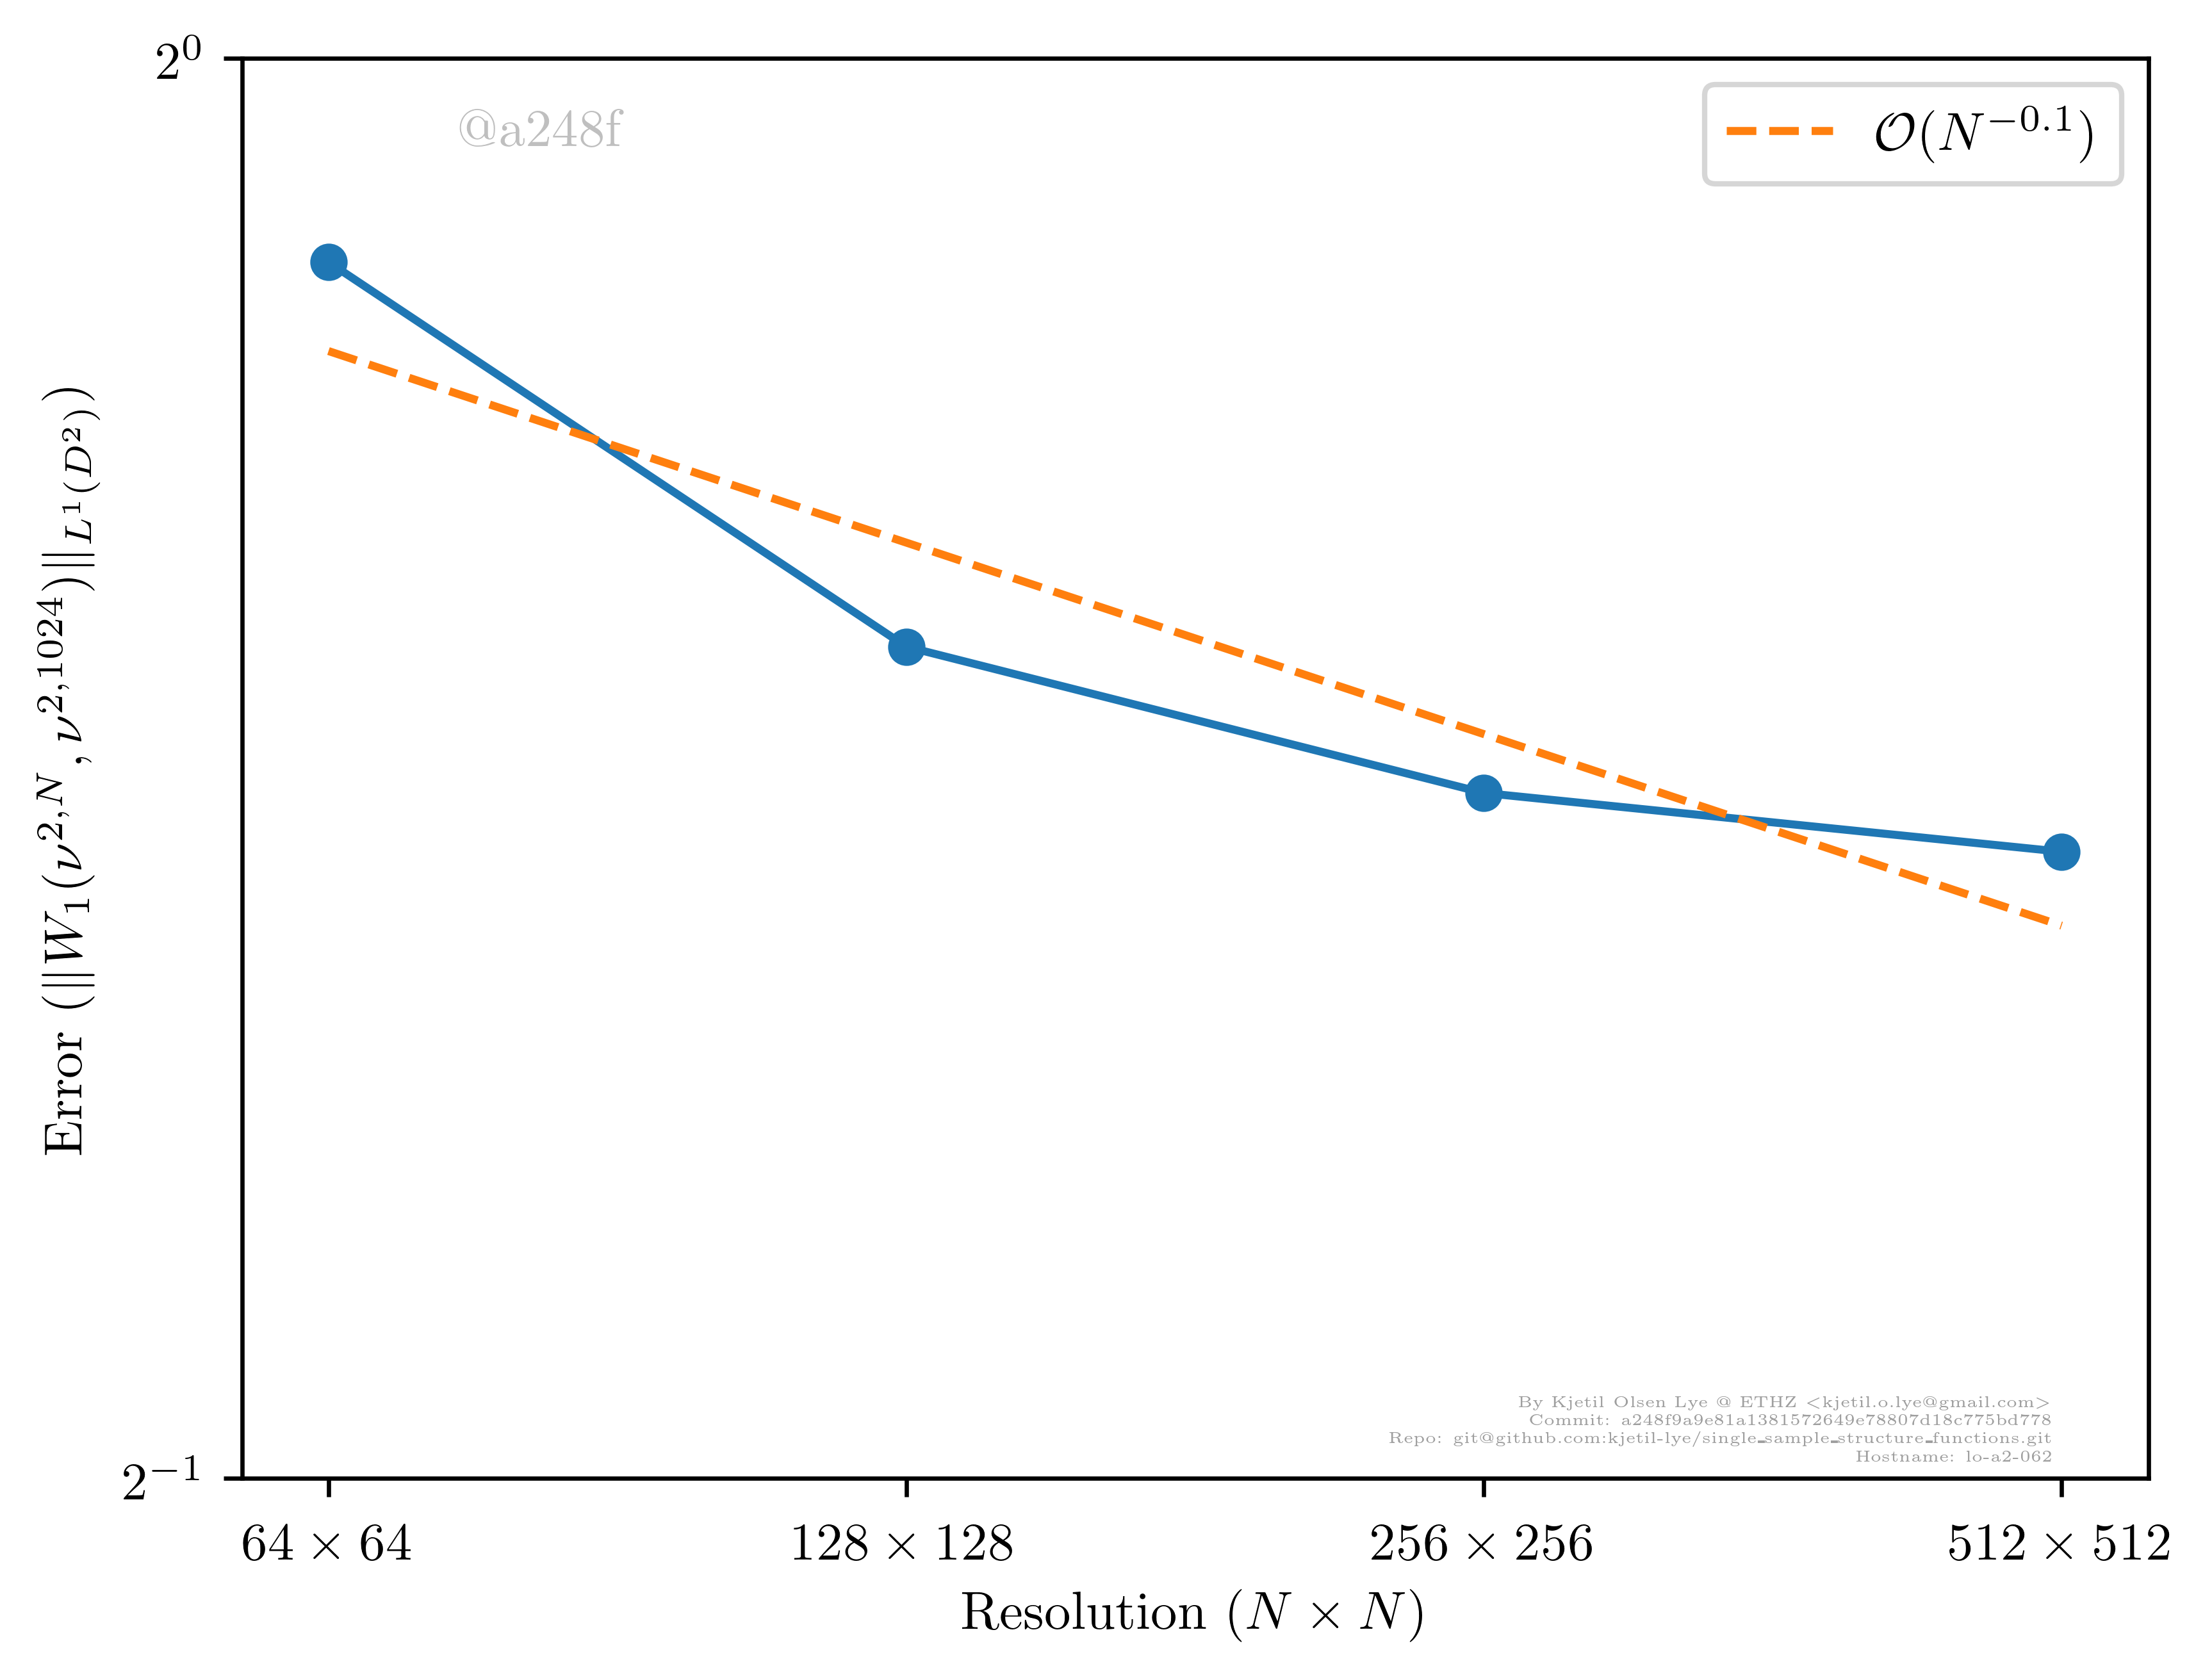 2^0
@a248f
𝒪(N^{-0.1})
Error (||W_1(ν^{2,N}, ν^{2,1024})||_{L^1(D^2)})
By Kjetil Olsen Lye @ ETHZ <kjetil.o.lye@gmail.com>
Commit: a248f9a9e81a1381572649e78807d18c775bd778
Repo: git@github.com:kjetil-lye/single_sample_structure_functions.git
Hostname: lo-a2-062
2^{-1}
64 × 64 128 × 128 256 × 256 512 × 512
Resolution (N × N)